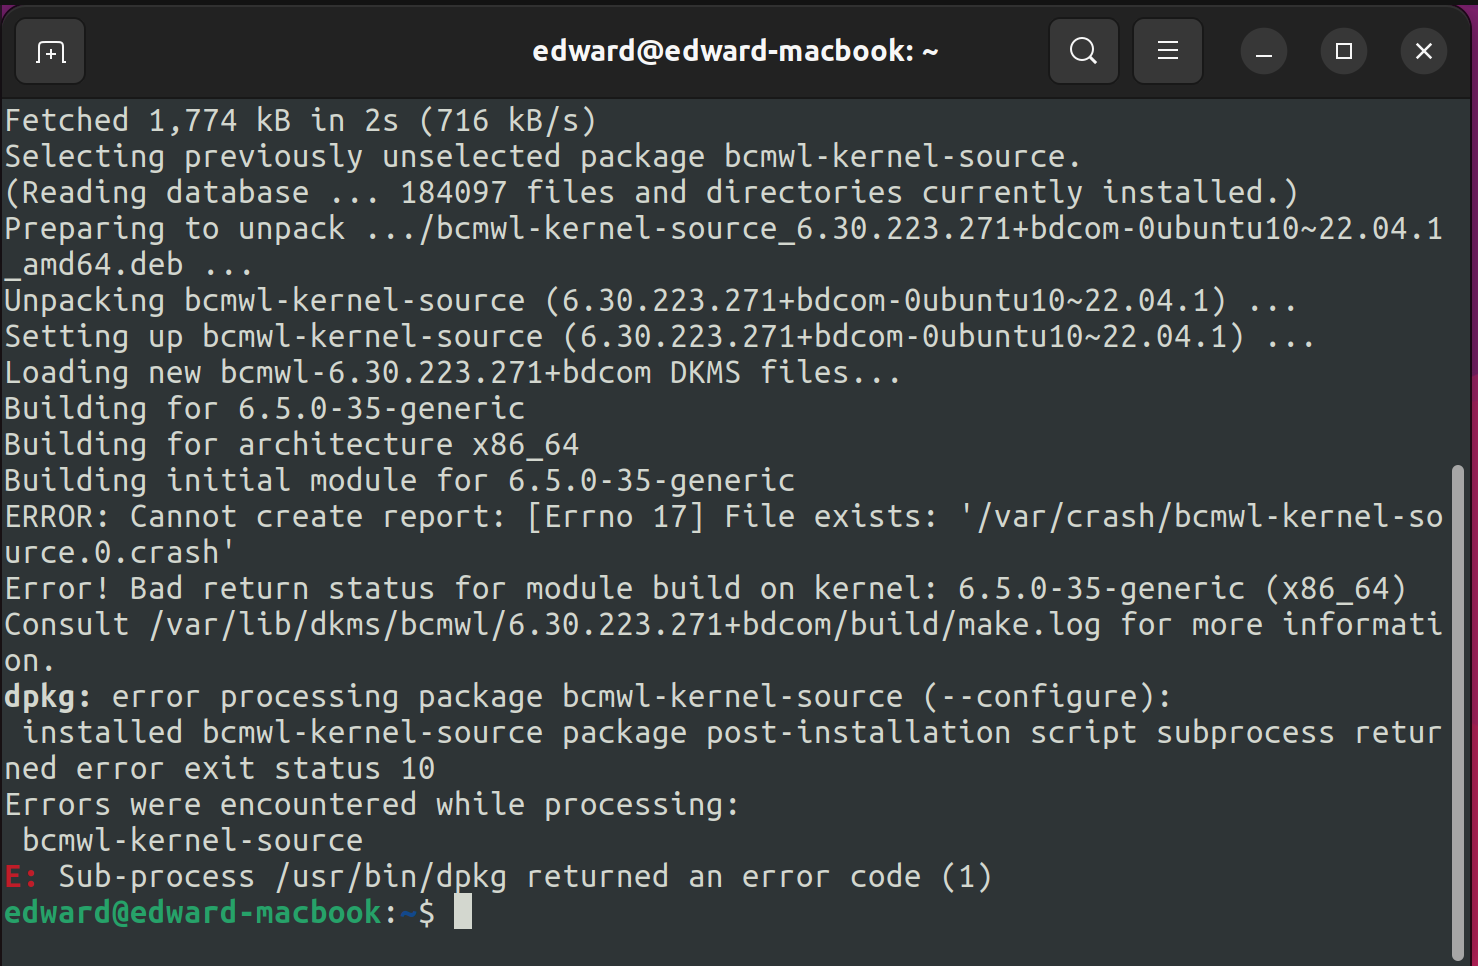 edward@edward-macbook: ~
Fetched 1,774 kB in 2s (716 kB/s)
Selecting previously unselected package bcmwl-kernel-source.
(Reading database ... 184097 files and directories currently installed.)
Preparing to unpack .../bcmwl-kernel-source_6.30.223.271+bdcom-0ubuntu10~22.04.1
_amd64.deb ...
Unpacking bcmwl-kernel-source (6.30.223.271+bdcom-0ubuntu10~22.04.1) ...
Setting up bcmwl-kernel-source (6.30.223.271+bdcom-0ubuntu10~22.04.1) ...
Loading new bcmwl-6.30.223.271+bdcom DKMS files...
Building for 6.5.0-35-generic
Building for architecture x86_64
Building initial module for 6.5.0-35-generic
ERROR: Cannot create report: [Errno 17] File exists: '/var/crash/bcmwl-kernel-so
urce.0.crash'
Error! Bad return status for module build on kernel: 6.5.0-35-generic (x86_64)
Consult /var/lib/dkms/bcmwl/6.30.223.271+bdcom/build/make.log for more informati
on.
dpkg: error processing package bcmwl-kernel-source (--configure):
 installed bcmwl-kernel-source package post-installation script subprocess retur
ned error exit status 10
Errors were encountered while processing:
 bcmwl-kernel-source
E: Sub-process /usr/bin/dpkg returned an error code (1)
edward@edward-macbook:~$